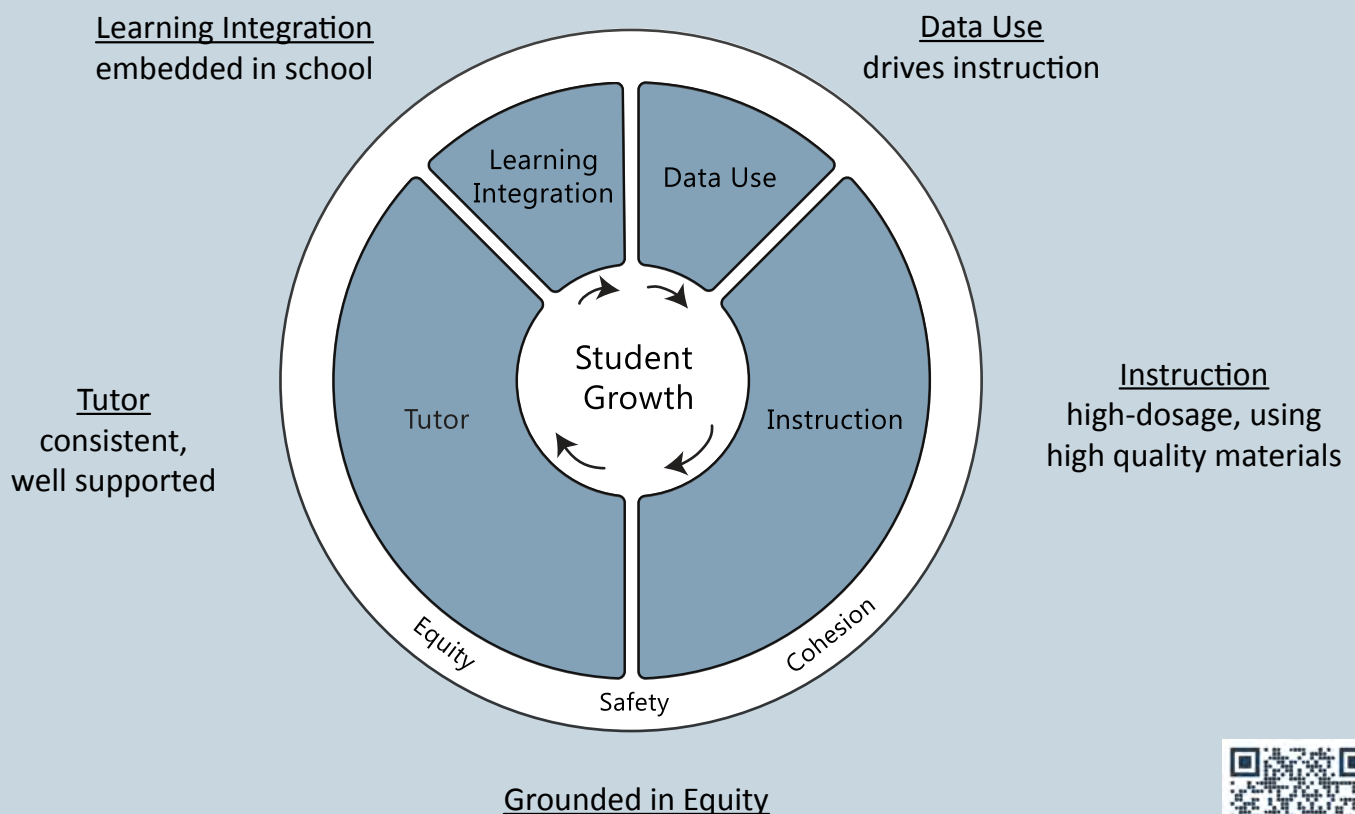 Learning Integration
embedded in school
Data Use
drives instruction
Learning
Integration
Data Use
Student
Growth
Tutor
consistent,
well supported
Tutor
Instruction
Instruction
high-dosage, using
high quality materials
Equity
Safety
Cohesion
Grounded in Equity